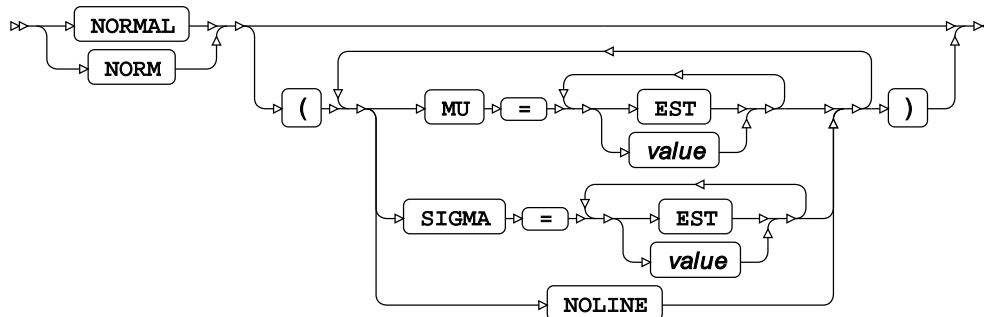 NORMAL
NORM
( MU = EST )
value
SIGMA = EST
value
NOLINE